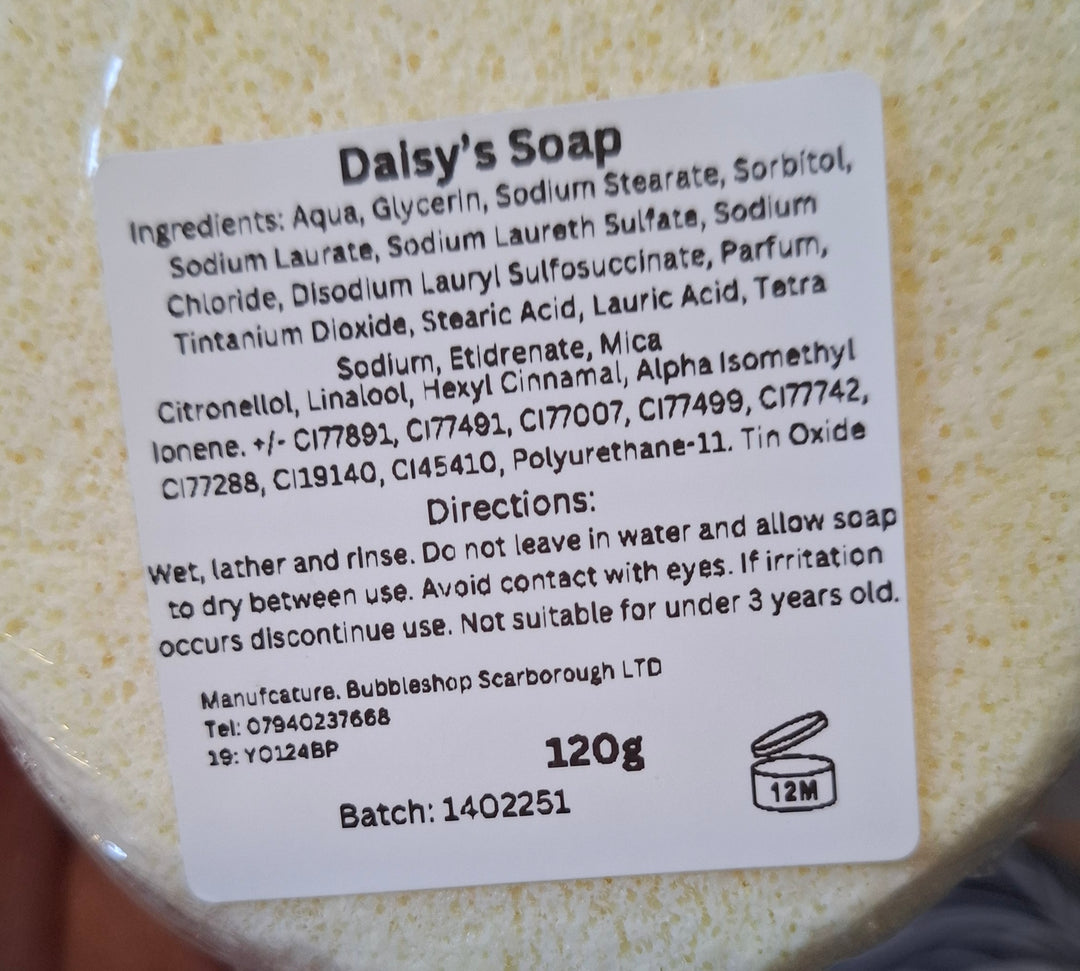 Daisy's Soap
Ingredients: Aqua, Glycerin, Sodium Stearate, Sorbitol,
Sodium Laurate, Sodium Laureth Sulfate, Sodium
Chloride, Disodium Lauryl Sulfosuccinate, Parfum,
Tintanium Dioxide, Stearic Acid, Lauric Acid, Tetra
Sodium, Etidrenate, Mica
Citronellol, Linalool, Hexyl Cinnamal, Alpha Isomethyl
Ionene. +/- CI77891, CI77491, CI77007, CI77499, CI77742,
CI77288, CI19140, CI45410, Polyurethane-11. Tin Oxide
Directions:
Wet, lather and rinse. Do not leave in water and allow soap
to dry between use. Avoid contact with eyes. If irritation
occurs discontinue use. Not suitable for under 3 years old.
Manufcature. Bubbleshop Scarborough LTD
Tel: 07940237668
19: YO124BP
120g
12M
Batch: 1402251